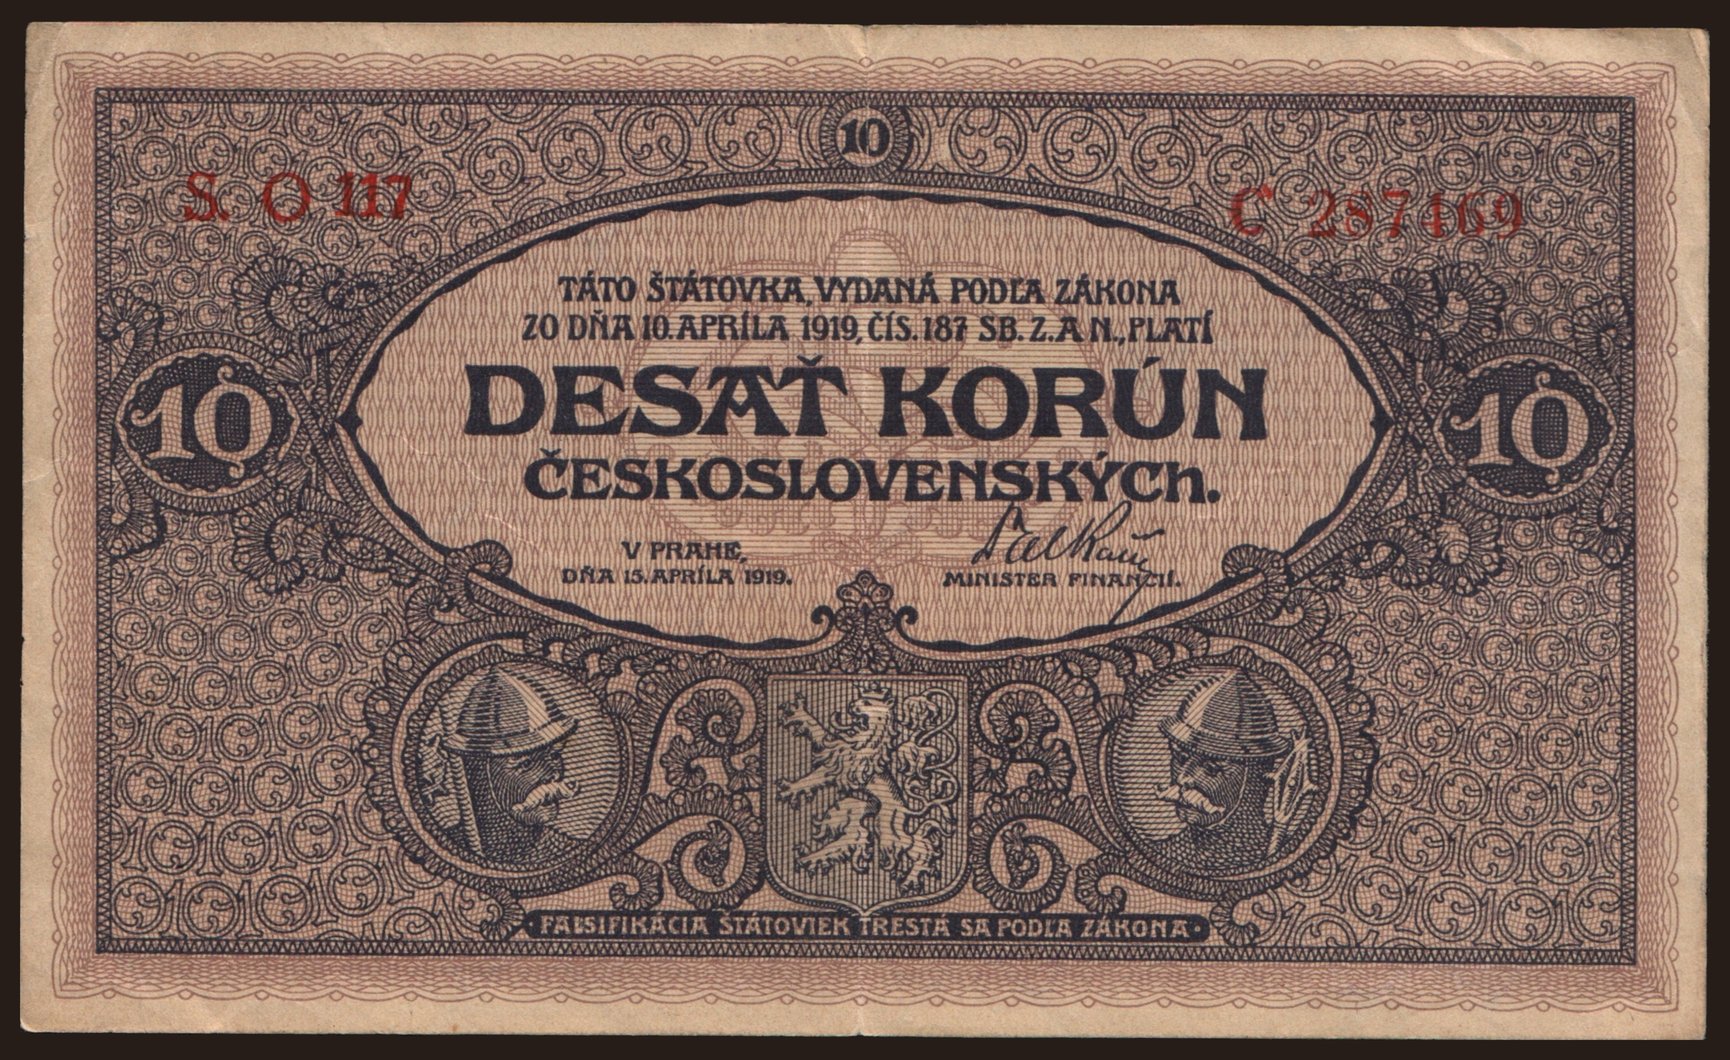 10
S. O 117
C 287469
TÁTO ŠTÁTOVKA, VYDANÁ PODĽA ZÁKONA
ZO DŇA 10. APRÍLA 1919, ČÍS. 187 SB. Z. A N., PLATÍ
DESAŤ KORÚN
ČESKOSLOVENSKÝCh.
10
10
V PRAHE,
DŇA 15. APRÍLA 1919.
MINISTER FINANCIÍ.
FALSIFIKÁCIA ŠTÁTOVIEK TRESTÁ SA PODĽA ZÁKONA